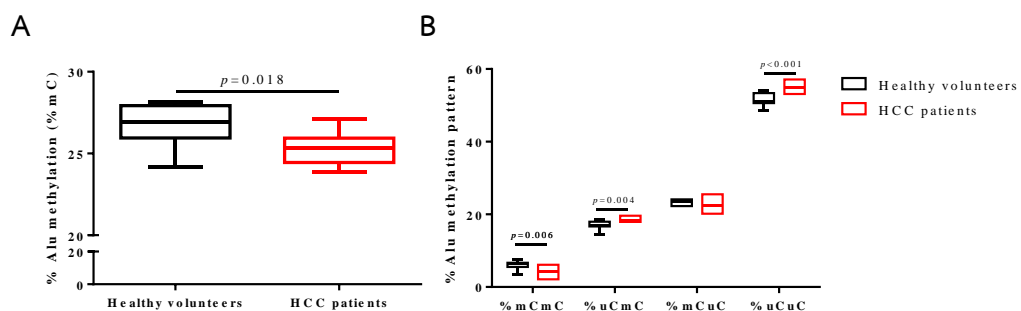 A
% Alu methylation (%mC)
30
25
20
20
0
p=0.018
Healthy volunteers
HCC patients
B
% Alu methylation pattern
60
40
20
0
p=0.006
p=0.004
p<0.001
%mCmC
%uCmC
%mCuC
%uCuC
Healthy volunteers
HCC patients